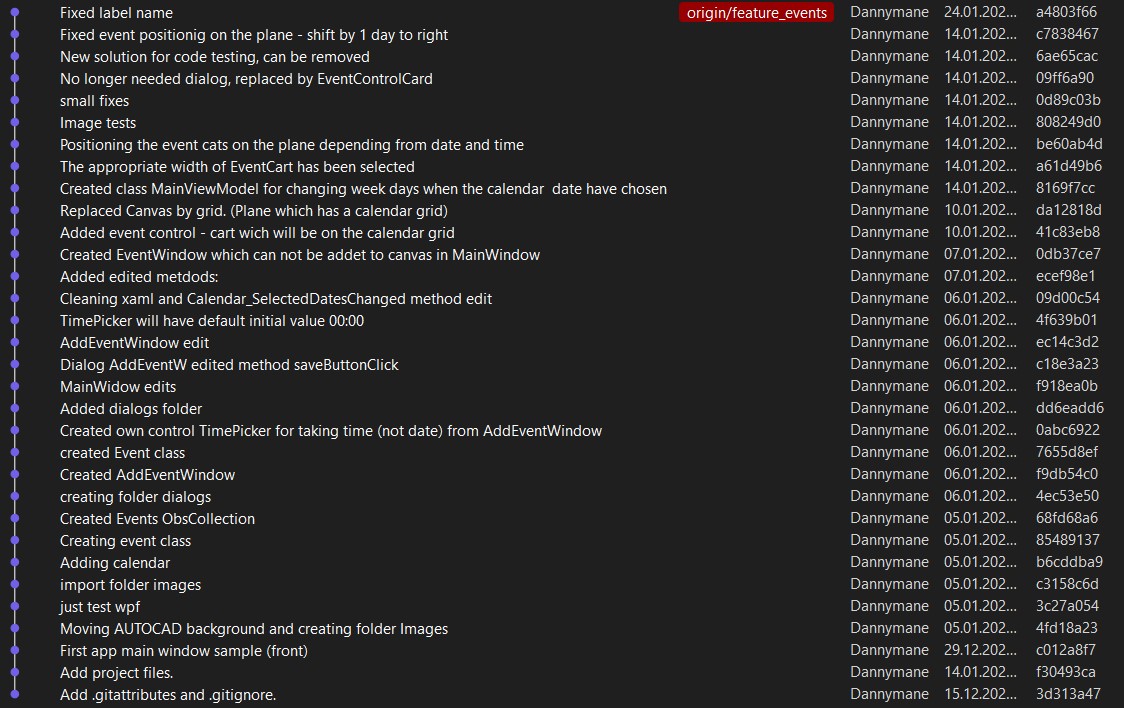 Fixed label name origin/feature_events Dannymane 24.01.202... a4803f66
Fixed event positionig on the plane - shift by 1 day to right Dannymane 14.01.202... c7838467
New solution for code testing, can be removed Dannymane 14.01.202... 6ae65cac
No longer needed dialog, replaced by EventControlCard Dannymane 14.01.202... 09ff6a90
small fixes Dannymane 14.01.202... 0d89c03b
Image tests Dannymane 14.01.202... 808249d0
Positioning the event cats on the plane depending from date and time Dannymane 14.01.202... be60ab4d
The appropriate width of EventCart has been selected Dannymane 14.01.202... a61d49b6
Created class MainViewModel for changing week days when the calendar  date have chosen Dannymane 14.01.202... 8169f7cc
Replaced Canvas by grid. (Plane which has a calendar grid) Dannymane 10.01.202... da12818d
Added event control - cart wich will be on the calendar grid Dannymane 10.01.202... 41c83eb8
Created EventWindow which can not be addet to canvas in MainWindow Dannymane 07.01.202... 0db37ce7
Added edited metdods: Dannymane 07.01.202... ecef98e1
Cleaning xaml and Calendar_SelectedDatesChanged method edit Dannymane 06.01.202... 09d00c54
TimePicker will have default initial value 00:00 Dannymane 06.01.202... 4f639b01
AddEventWindow edit Dannymane 06.01.202... ec14c3d2
Dialog AddEventW edited method saveButtonClick Dannymane 06.01.202... c18e3a23
MainWidow edits Dannymane 06.01.202... f918ea0b
Added dialogs folder Dannymane 06.01.202... dd6eadd6
Created own control TimePicker for taking time (not date) from AddEventWindow Dannymane 06.01.202... 0abc6922
created Event class Dannymane 06.01.202... 7655d8ef
Created AddEventWindow Dannymane 06.01.202... f9db54c0
creating folder dialogs Dannymane 06.01.202... 4ec53e50
Created Events ObsCollection Dannymane 05.01.202... 68fd68a6
Creating event class Dannymane 05.01.202... 85489137
Adding calendar Dannymane 05.01.202... b6cddba9
import folder images Dannymane 05.01.202... c3158c6d
just test wpf Dannymane 05.01.202... 3c27a054
Moving AUTOCAD background and creating folder Images Dannymane 05.01.202... 4fd18a23
First app main window sample (front) Dannymane 29.12.202... c012a8f7
Add project files. Dannymane 14.01.202... f30493ca
Add .gitattributes and .gitignore. Dannymane 15.12.202... 3d313a47